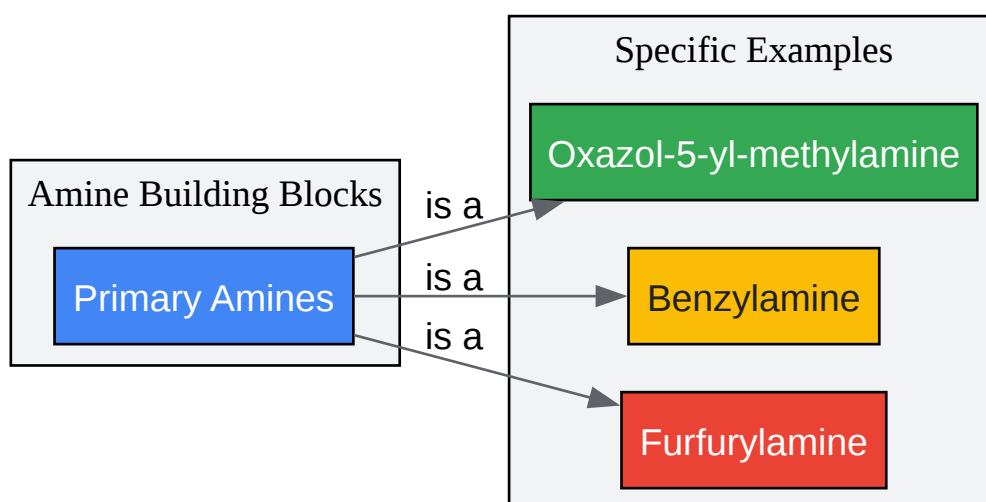 Specific Examples
Oxazol-5-yl-methylamine
Amine Building Blocks
is a
Primary Amines
is a
Benzylamine
is a
Furfurylamine